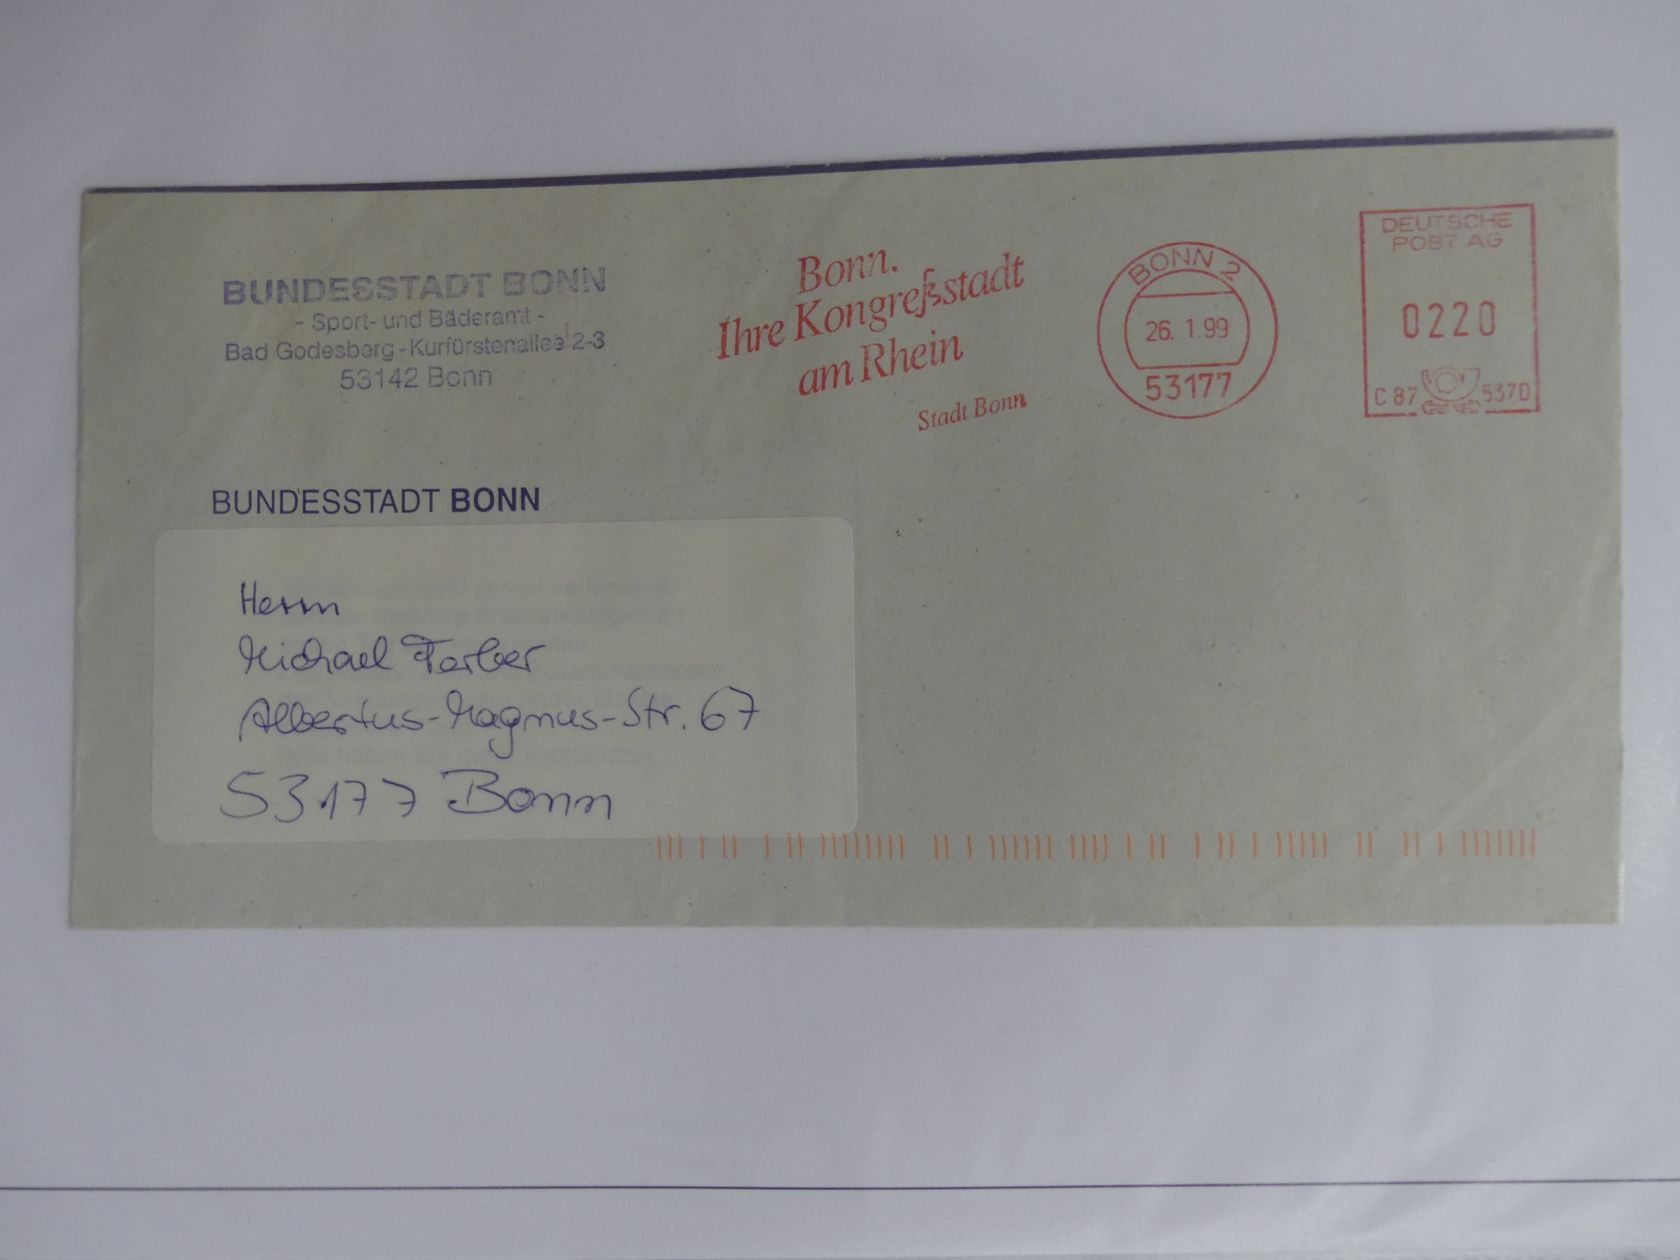 BUNDESSTADT BONN
- Sport- und Bäderamt -
Bad Godesberg - Kurfürstenallee 2-3
53142 Bonn
Bonn.
Ihre Kongreßstadt
am Rhein
Stadt Bonn
BONN 2
26. 1.99
53177
DEUTSCHE
POST AG
0220
C 87 537D
BUNDESSTADT BONN
Herrn
Michael Farber
Albertus-Magnus-Str. 67
53177 Bonn